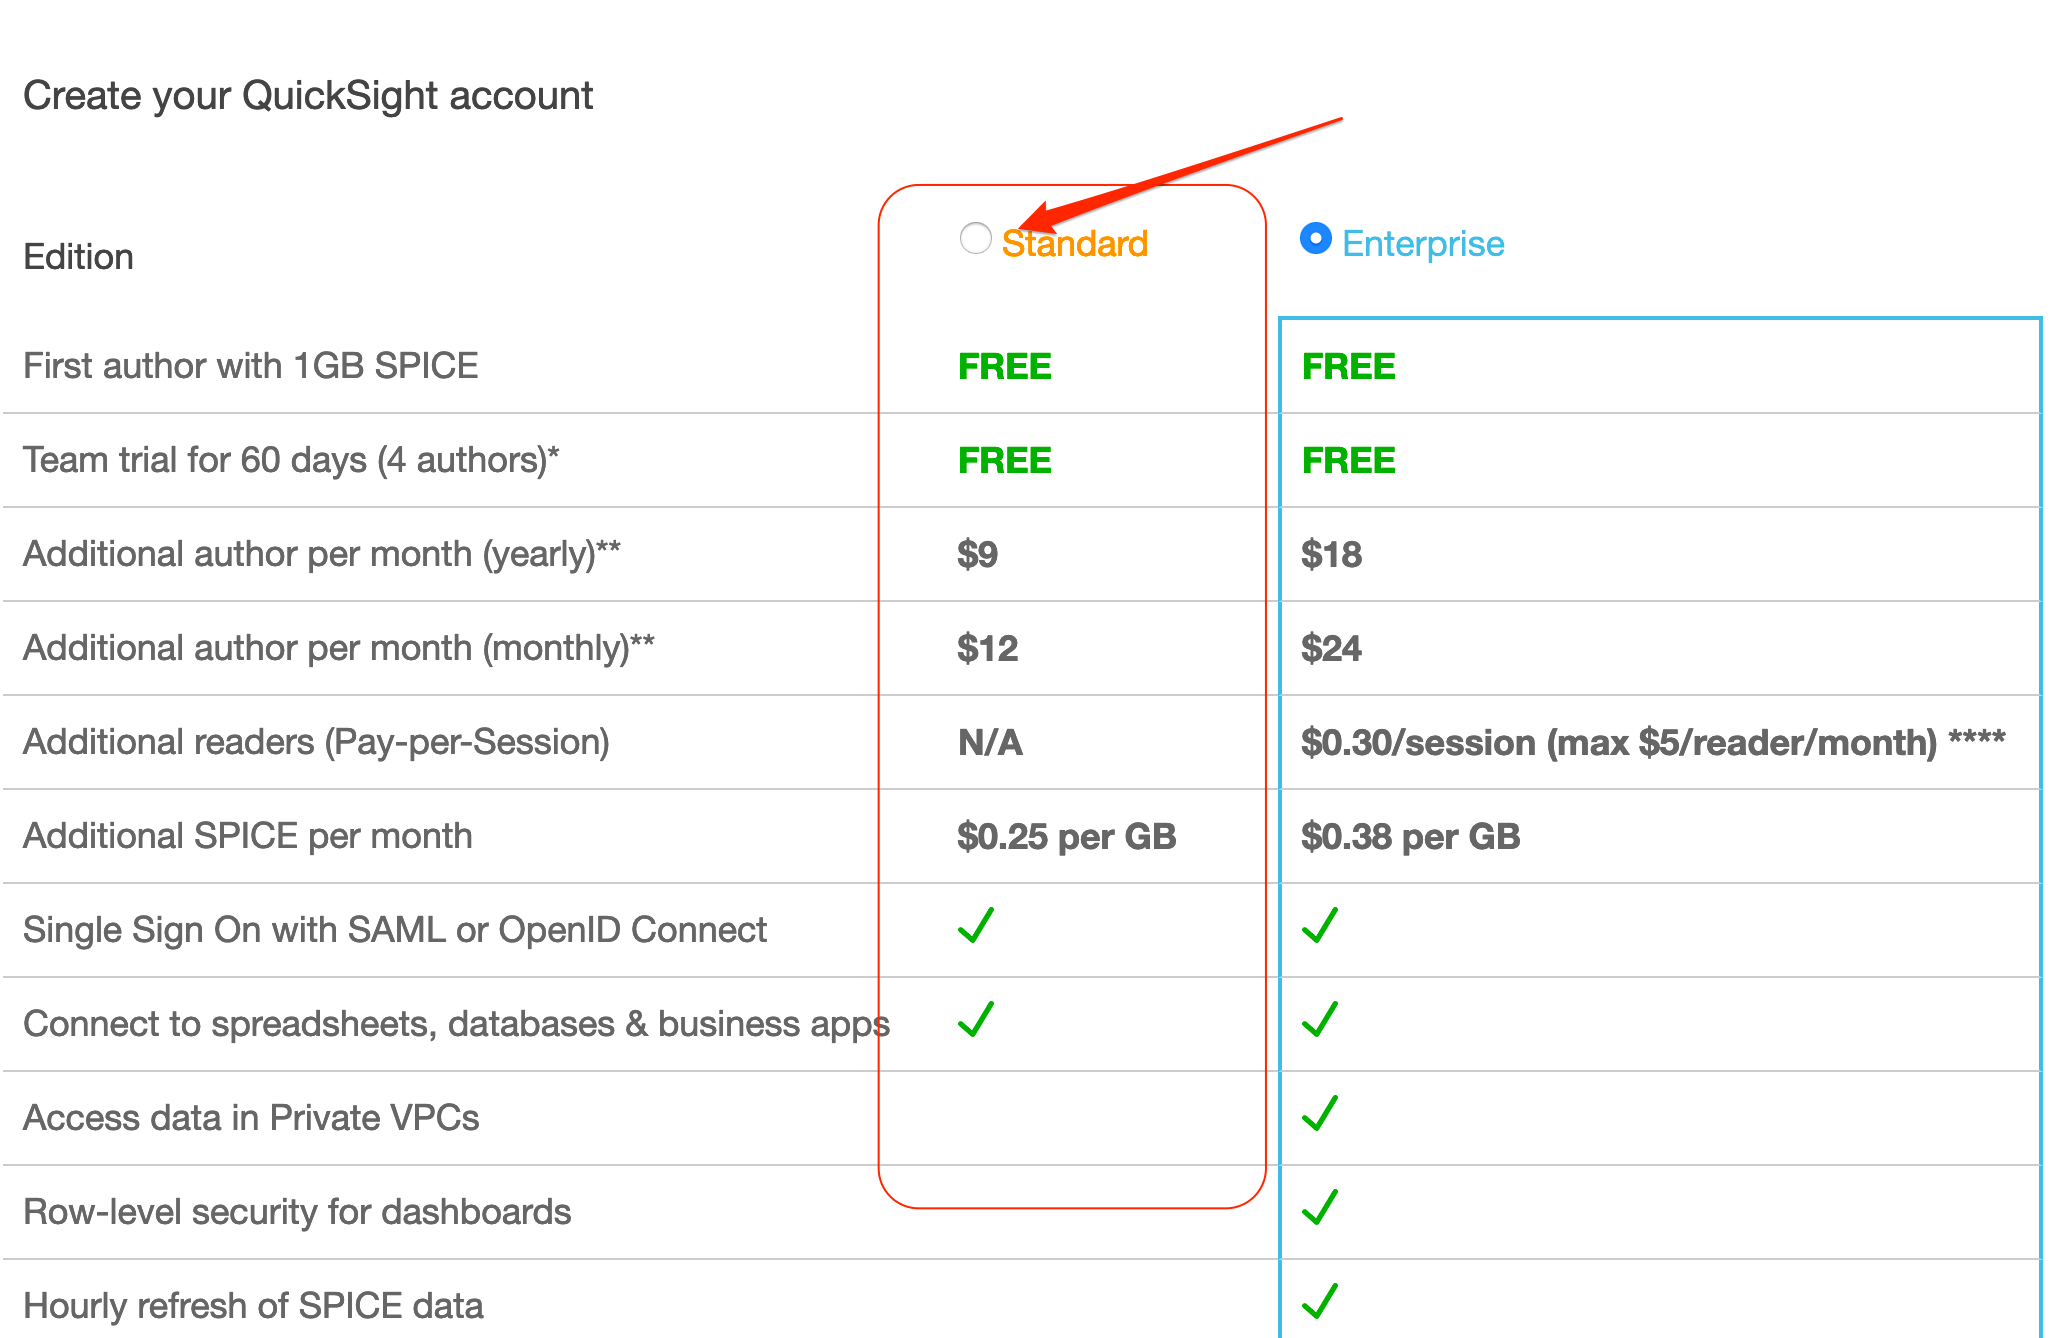 Create your QuickSight account
Edition Standard Enterprise
First author with 1GB SPICE FREE FREE
Team trial for 60 days (4 authors)* FREE FREE
Additional author per month (yearly)** $9 $18
Additional author per month (monthly)** $12 $24
Additional readers (Pay-per-Session) N/A $0.30/session (max $5/reader/month) ****
Additional SPICE per month $0.25 per GB $0.38 per GB
Single Sign On with SAML or OpenID Connect
Connect to spreadsheets, databases & business apps
Access data in Private VPCs
Row-level security for dashboards
Hourly refresh of SPICE data